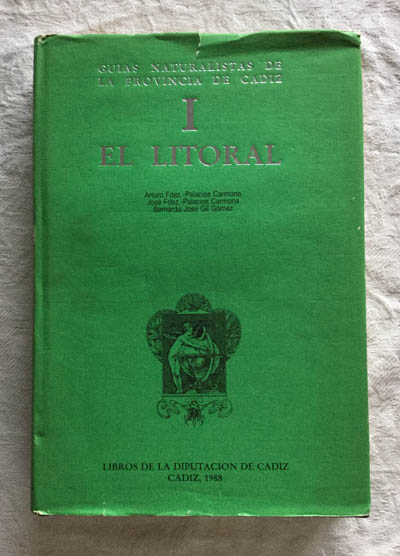 GUIAS NATURALISTAS DE
LA PROVINCIA DE CADIZ
I
EL LITORAL
Arturo Fdez.-Palacios Carmona
José Fdez.-Palacios Carmona
Bernardo José Gil Gómez
LIBROS DE LA DIPUTACION DE CADIZ
CADIZ, 1988